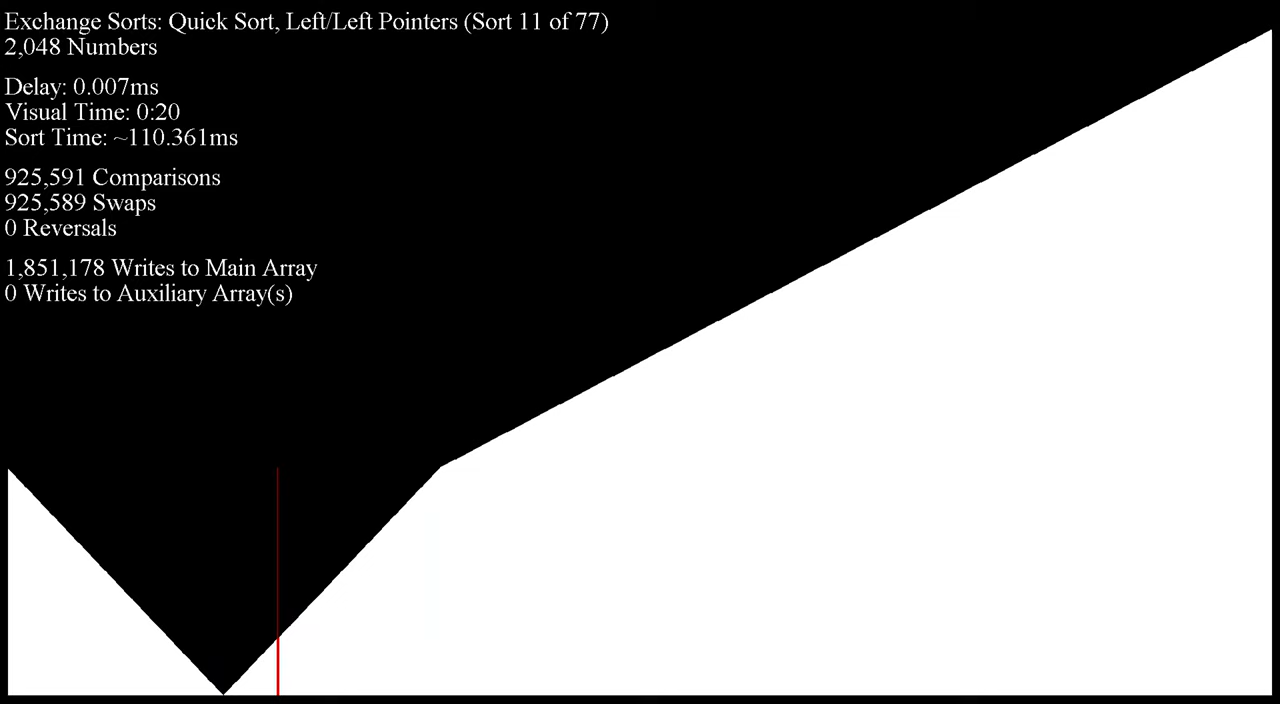 Exchange Sorts: Quick Sort, Left/Left Pointers (Sort 11 of 77)
2,048 Numbers
Delay: 0.007ms
Visual Time: 0:20
Sort Time: ~110.361ms
925,591 Comparisons
925,589 Swaps
0 Reversals
1,851,178 Writes to Main Array
0 Writes to Auxiliary Array(s)